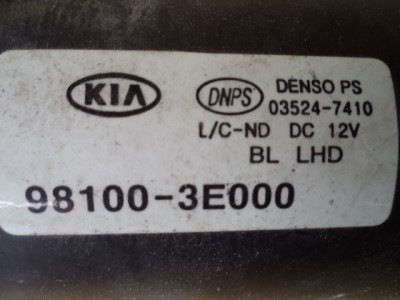 KIA
DNPS DENSO PS
03524-7410
L/C-ND DC 12V
BL LHD
98100-3E000